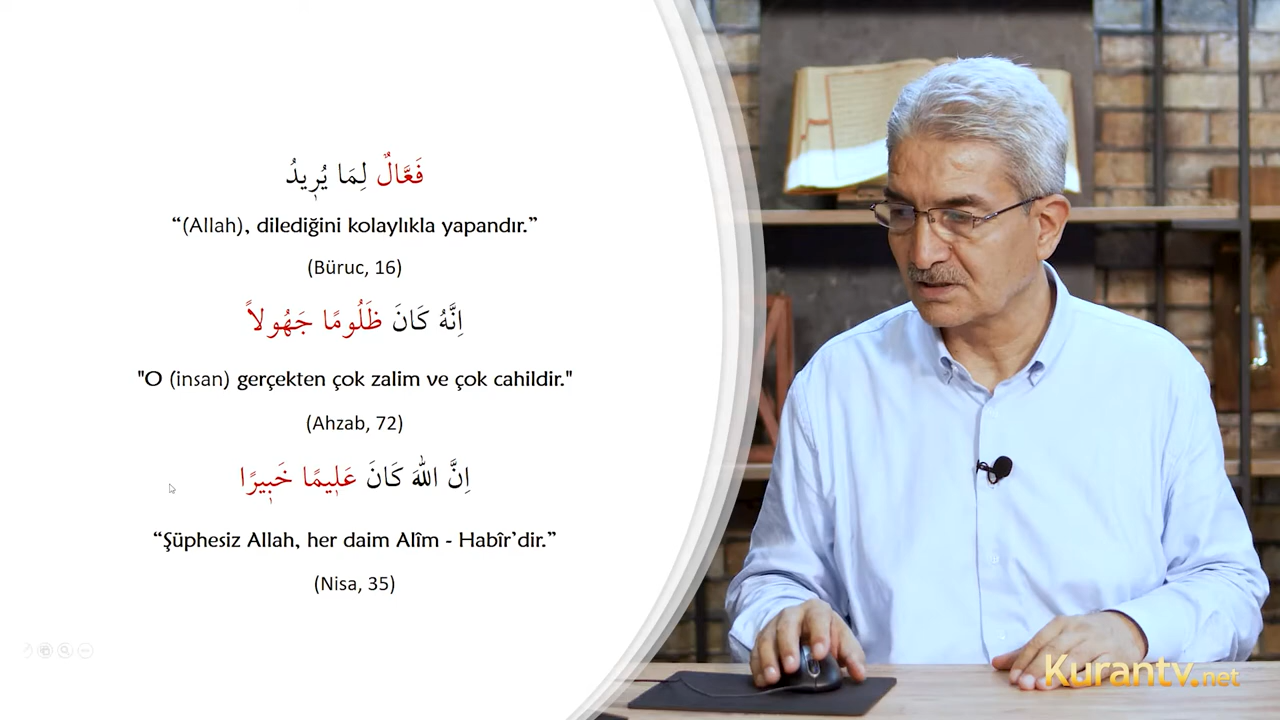 فَعَّالٌ لِمَا يُرِيدُ
“(Allah), dilediğini kolaylıkla yapandır.”
(Büruc, 16)
اِنَّهُ كَانَ ظَلُومًا جَهُولاً
"O (insan) gerçekten çok zalim ve çok cahildir."
(Ahzab, 72)
اِنَّ اللّٰهَ كَانَ عَلِيمًا خَبِيرًا
“Şüphesiz Allah, her daim Alîm - Habîr’dir.”
(Nisa, 35)
Kurantv.net